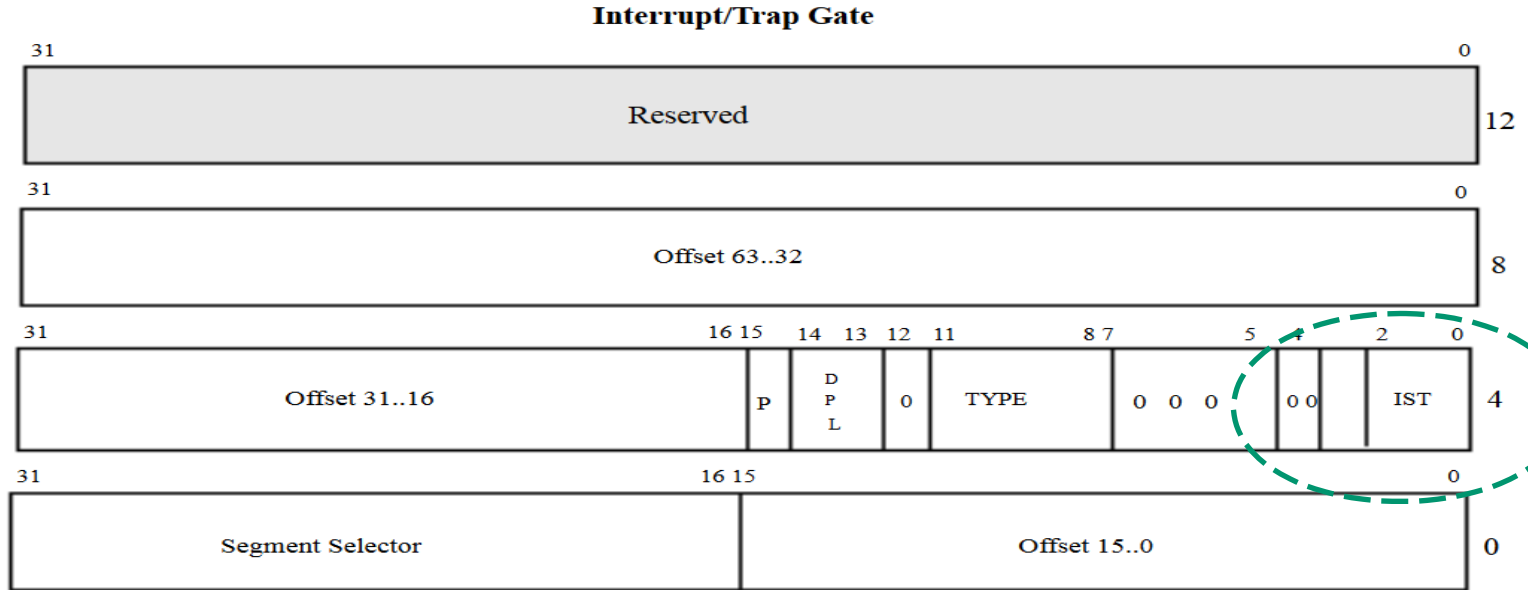 Interrupt/Trap Gate
31 0
Reserved 12
31 0
Offset 63..32 8
31 16 15 14 13 12 11 8 7 5 4 2 0
Offset 31..16 P D P L 0 TYPE 0 0 0 0 0 IST 4
31 16 15 0
Segment Selector Offset 15..0 0